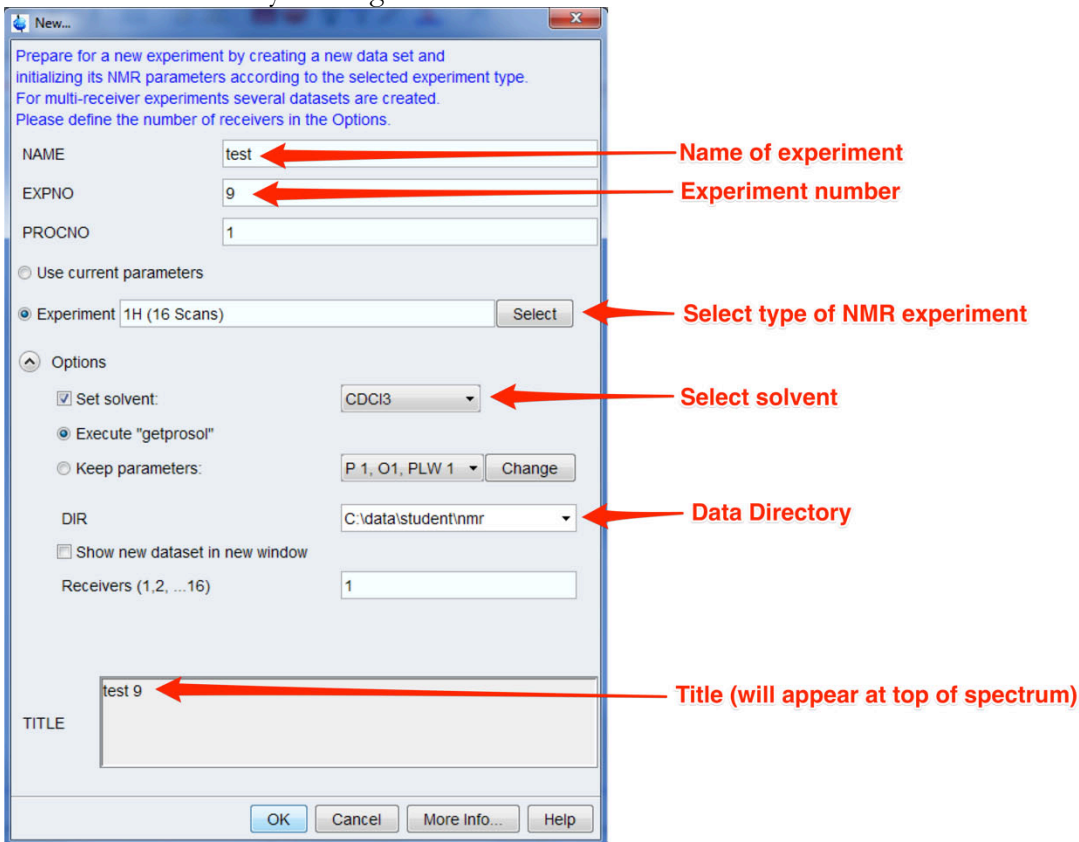 New...
Prepare for a new experiment by creating a new data set and
initializing its NMR parameters according to the selected experiment type.
For multi-receiver experiments several datasets are created.
Please define the number of receivers in the Options.
NAME test Name of experiment
EXPNO 9 Experiment number
PROCNO 1
Use current parameters
Experiment 1H (16 Scans) Select Select type of NMR experiment
Options
Set solvent: CDCl3 Select solvent
Execute "getprosol"
Keep parameters: P 1, O1, PLW 1 Change
DIR C:\data\student\nmr Data Directory
Show new dataset in new window
Receivers (1,2, ...16) 1
test 9 Title (will appear at top of spectrum)
TITLE
OK Cancel More Info... Help